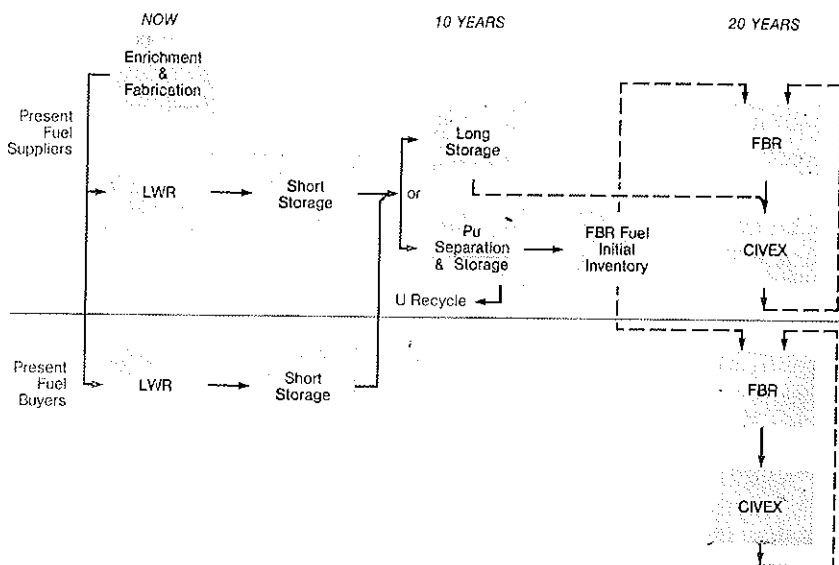 NOW
10 YEARS
20 YEARS
Enrichment
&
Fabrication
Present
Fuel
Suppliers
Long
Storage
FBR
LWR
Short
Storage
or
Pu
Separation
& Storage
FBR Fuel
Initial
Inventory
CIVEX
U Recycle
Present
Fuel
Buyers
LWR
Short
Storage
FBR
CIVEX